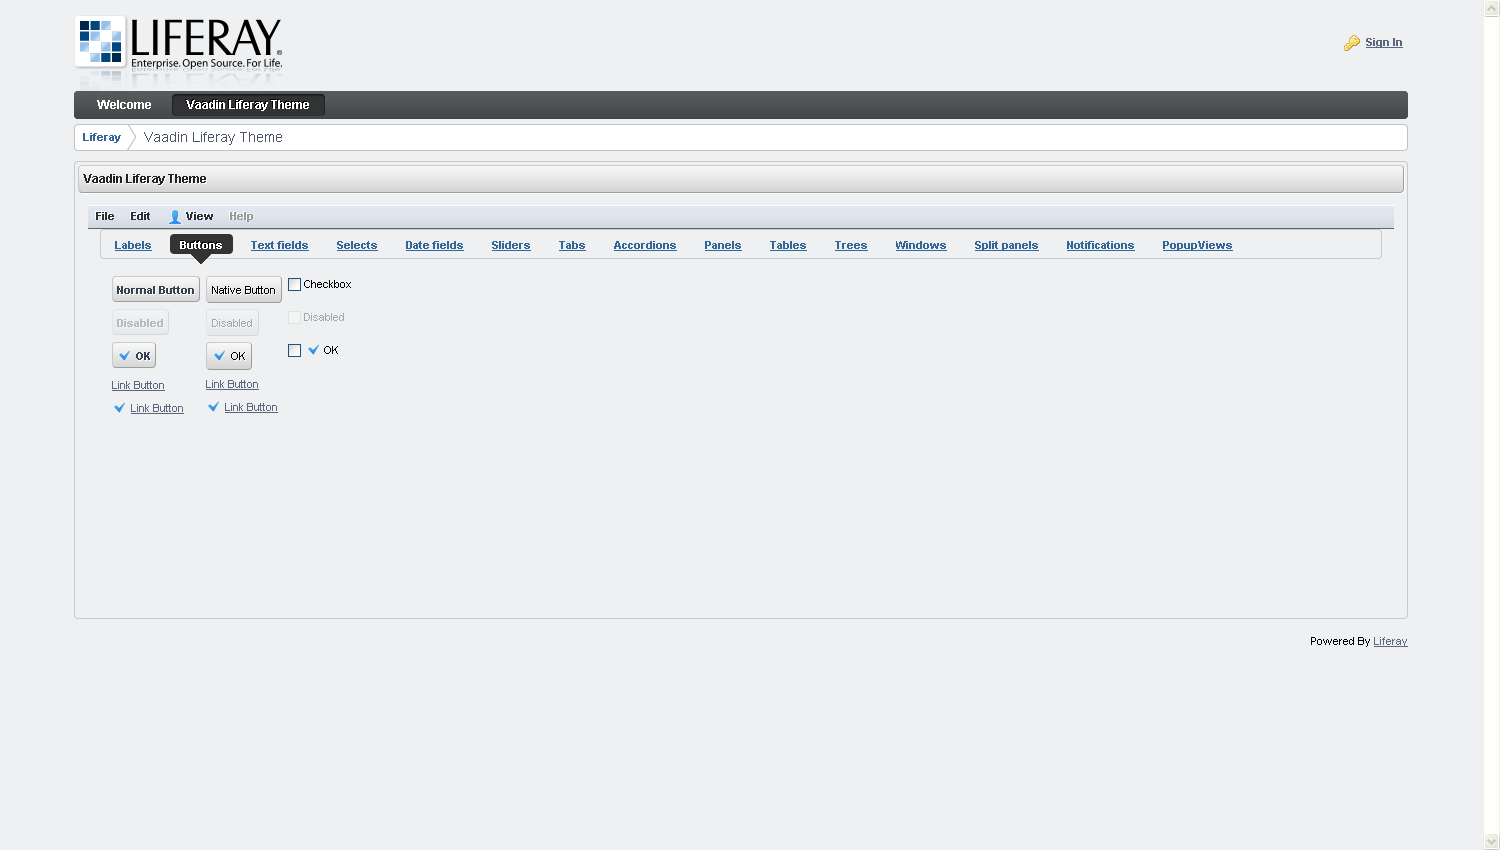 LIFERAY.
Enterprise. Open Source. For Life.
Sign In
Welcome Vaadin Liferay Theme
Liferay Vaadin Liferay Theme
Vaadin Liferay Theme
File Edit View Help
Labels Buttons Text fields Selects Date fields Sliders Tabs Accordions Panels Tables Trees Windows Split panels Notifications PopupViews
Normal Button Native Button Checkbox
Disabled Disabled Disabled
OK OK OK
Link Button Link Button
Link Button Link Button
Powered By Liferay